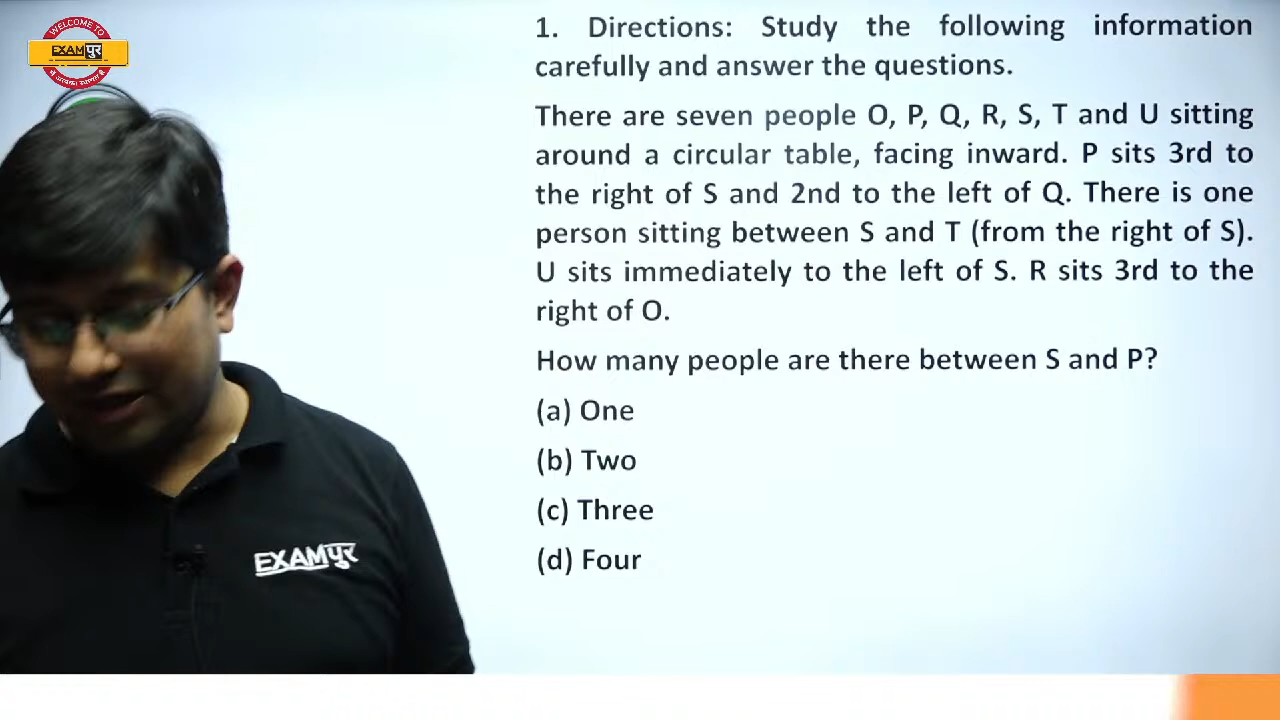 WELCOME TO
EXAMपुर
1. Directions: Study the following information
carefully and answer the questions.
There are seven people O, P, Q, R, S, T and U sitting
around a circular table, facing inward. P sits 3rd to
the right of S and 2nd to the left of Q. There is one
person sitting between S and T (from the right of S).
U sits immediately to the left of S. R sits 3rd to the
right of O.
How many people are there between S and P?
(a) One
(b) Two
(c) Three
(d) Four
EXAMपुर